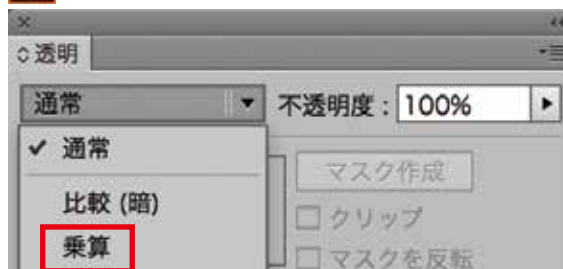 透明
通常
不透明度 : 100%
通常
マスク作成
比較 (暗)
クリップ
乗算
マスクを反転